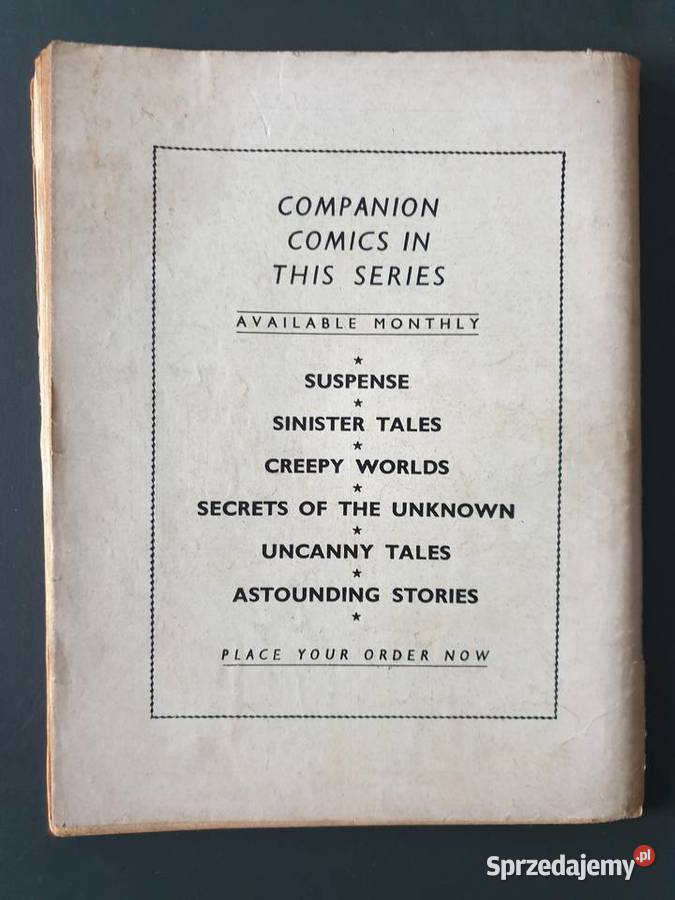 COMPANION
COMICS IN
THIS SERIES
AVAILABLE MONTHLY
SUSPENSE
SINISTER TALES
CREEPY WORLDS
SECRETS OF THE UNKNOWN
UNCANNY TALES
ASTOUNDING STORIES
PLACE YOUR ORDER NOW
Sprzedajemy.pl